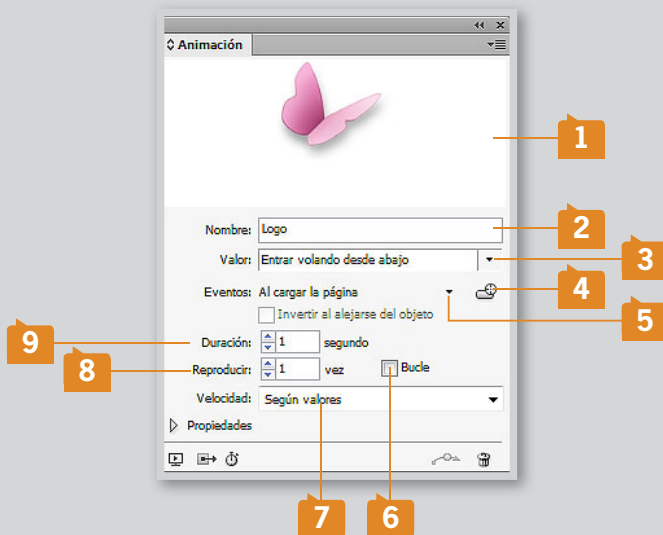 Animación
1
Nombre: Logo
2
Valor: Entrar volando desde abajo
3
Eventos: Al cargar la página
4
Invertir al alejarse del objeto
5
9
Duración: 1 segundo
8
Reproducir: 1 vez Bucle
Velocidad: Según valores
Propiedades
7 6